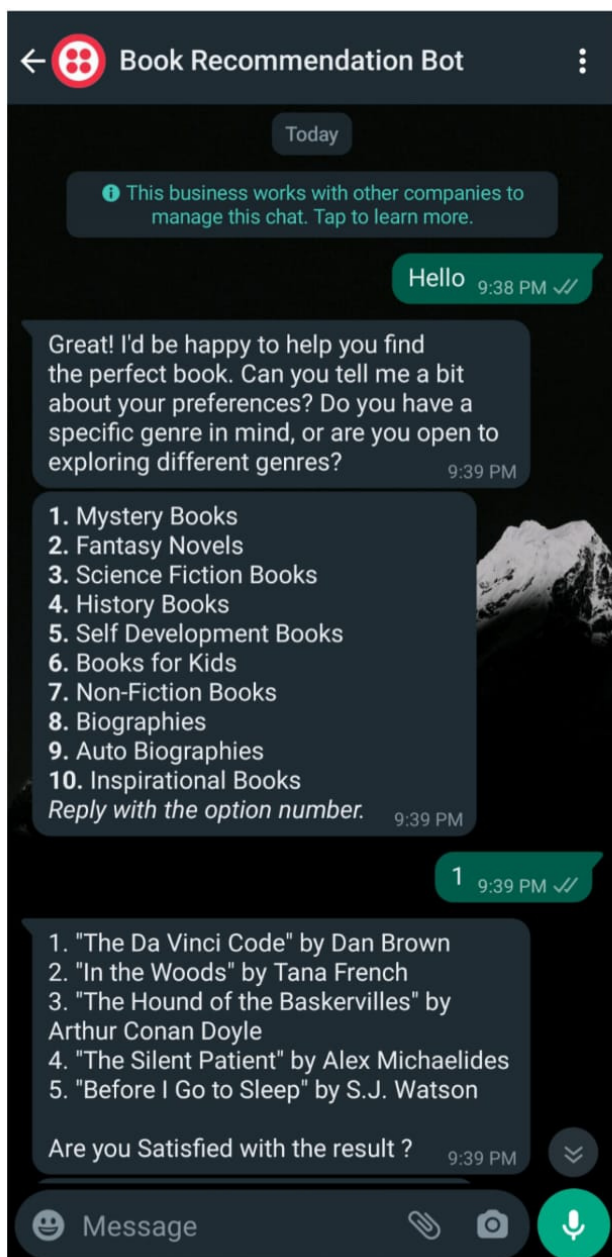 Book Recommendation Bot
Today
This business works with other companies to
manage this chat. Tap to learn more.
Hello 9:38 PM
Great! I'd be happy to help you find
the perfect book. Can you tell me a bit
about your preferences? Do you have a
specific genre in mind, or are you open to
exploring different genres? 9:39 PM
1. Mystery Books
2. Fantasy Novels
3. Science Fiction Books
4. History Books
5. Self Development Books
6. Books for Kids
7. Non-Fiction Books
8. Biographies
9. Auto Biographies
10. Inspirational Books
Reply with the option number. 9:39 PM
1 9:39 PM
1. "The Da Vinci Code" by Dan Brown
2. "In the Woods" by Tana French
3. "The Hound of the Baskervilles" by
Arthur Conan Doyle
4. "The Silent Patient" by Alex Michaelides
5. "Before I Go to Sleep" by S.J. Watson
Are you Satisfied with the result ? 9:39 PM
Message